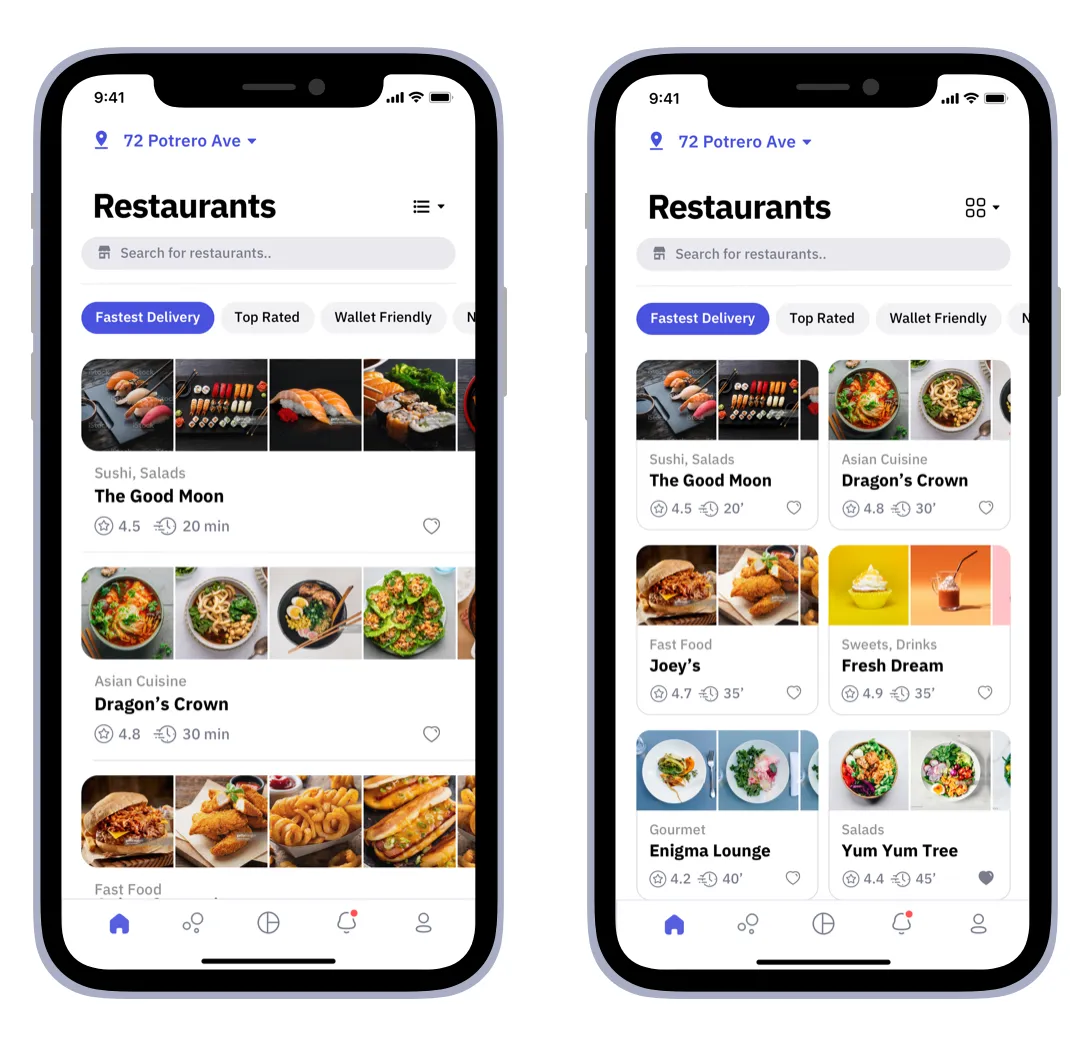 9:41
72 Potrero Ave
Restaurants
Search for restaurants..
Fastest Delivery Top Rated Wallet Friendly N
iStock
Sushi, Salads
The Good Moon
4.5 20 min
Asian Cuisine
Dragon’s Crown
4.8 30 min
Fast Food
9:41
72 Potrero Ave
Restaurants
Search for restaurants..
Fastest Delivery Top Rated Wallet Friendly N
Sushi, Salads Asian Cuisine
The Good Moon Dragon’s Crown
4.5 20’ 4.8 30’
Fast Food Sweets, Drinks
Joey’s Fresh Dream
4.7 35’ 4.9 35’
Gourmet Salads
Enigma Lounge Yum Yum Tree
4.2 40’ 4.4 45’